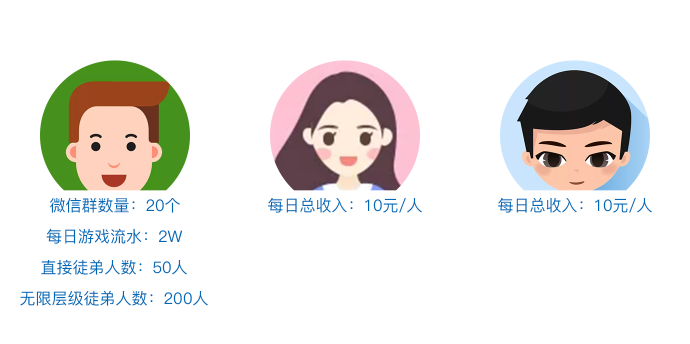 微信群数量：20个
每日游戏流水：2W
直接徒弟人数：50人
无限层级徒弟人数：200人
每日总收入：10元/人
每日总收入：10元/人